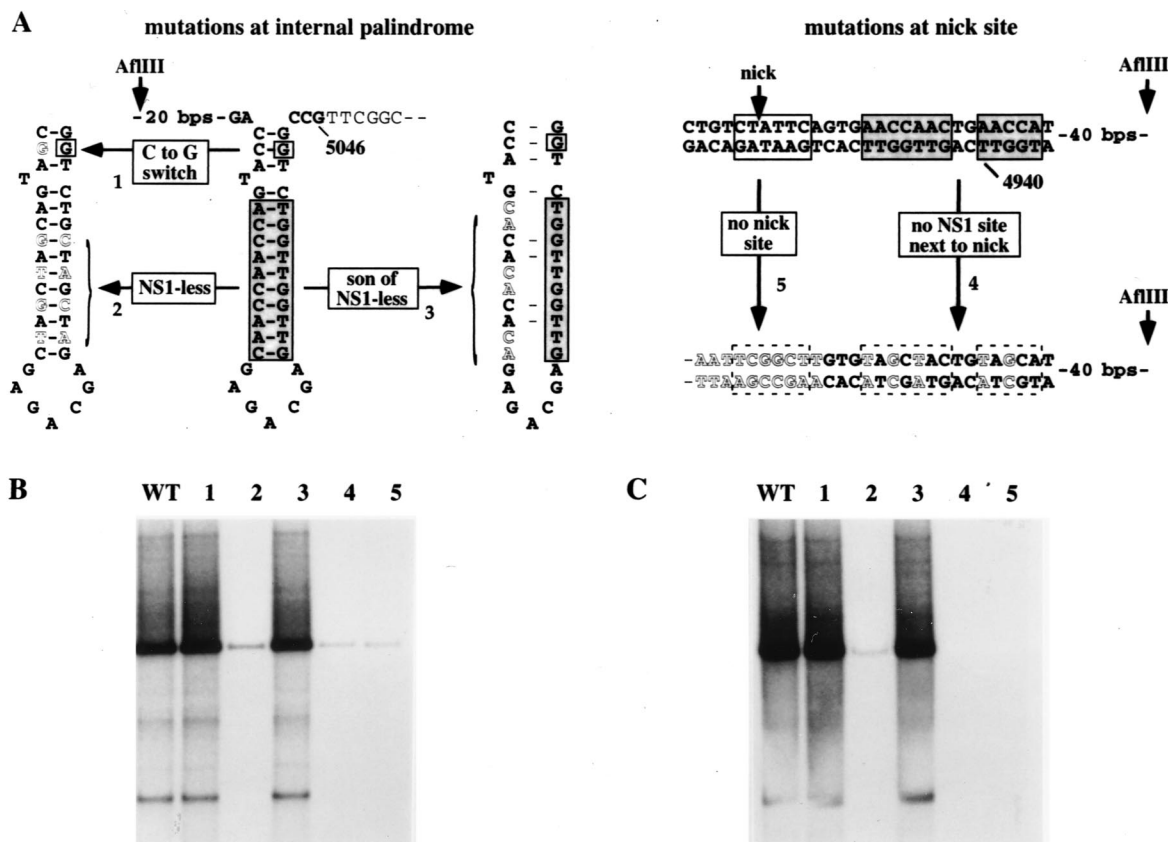 A
mutations at internal palindrome
mutations at nick site
AflIII
-20 bps-GA CCGTTCGGC--
5046
C to G switch
1
NS1-less
2
son of NS1-less
3
nick
AflIII
CTGTCTATTCAGTGAACCAACTGAACCAT
GACAGATAAGTCACTTGGTTGACTTGGTA
-40 bps-
4940
no nick site
5
no NS1 site next to nick
4
AflIII
-AATTCGGCTTGTGTAGCTACTGTAGCAT
-TTAAGCCGAACACATCGATGACATCGTA
-40 bps-
B
WT 1 2 3 4 5
C
WT 1 2 3 4 5